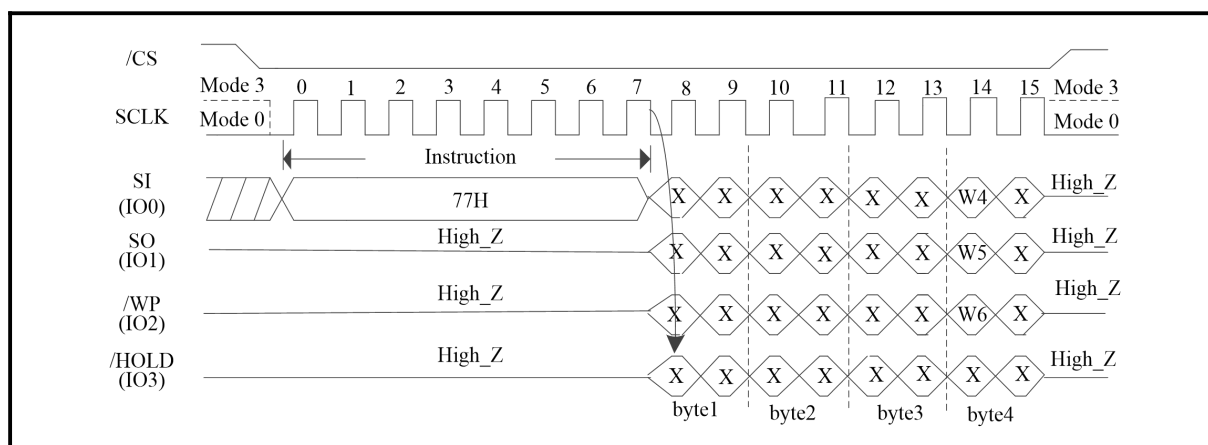 /CS
Mode 3 0 1 2 3 4 5 6 7 8 9 10 11 12 13 14 15 Mode 3
SCLK Mode 0 Mode 0
Instruction
SI
(IO0) 77H X X X X X X W4 X High_Z
SO
(IO1) High_Z X X X X X X W5 X High_Z
/WP
(IO2) High_Z X X X X X X W6 X High_Z
/HOLD
(IO3) High_Z X X X X X X X X High_Z
byte1 byte2 byte3 byte4